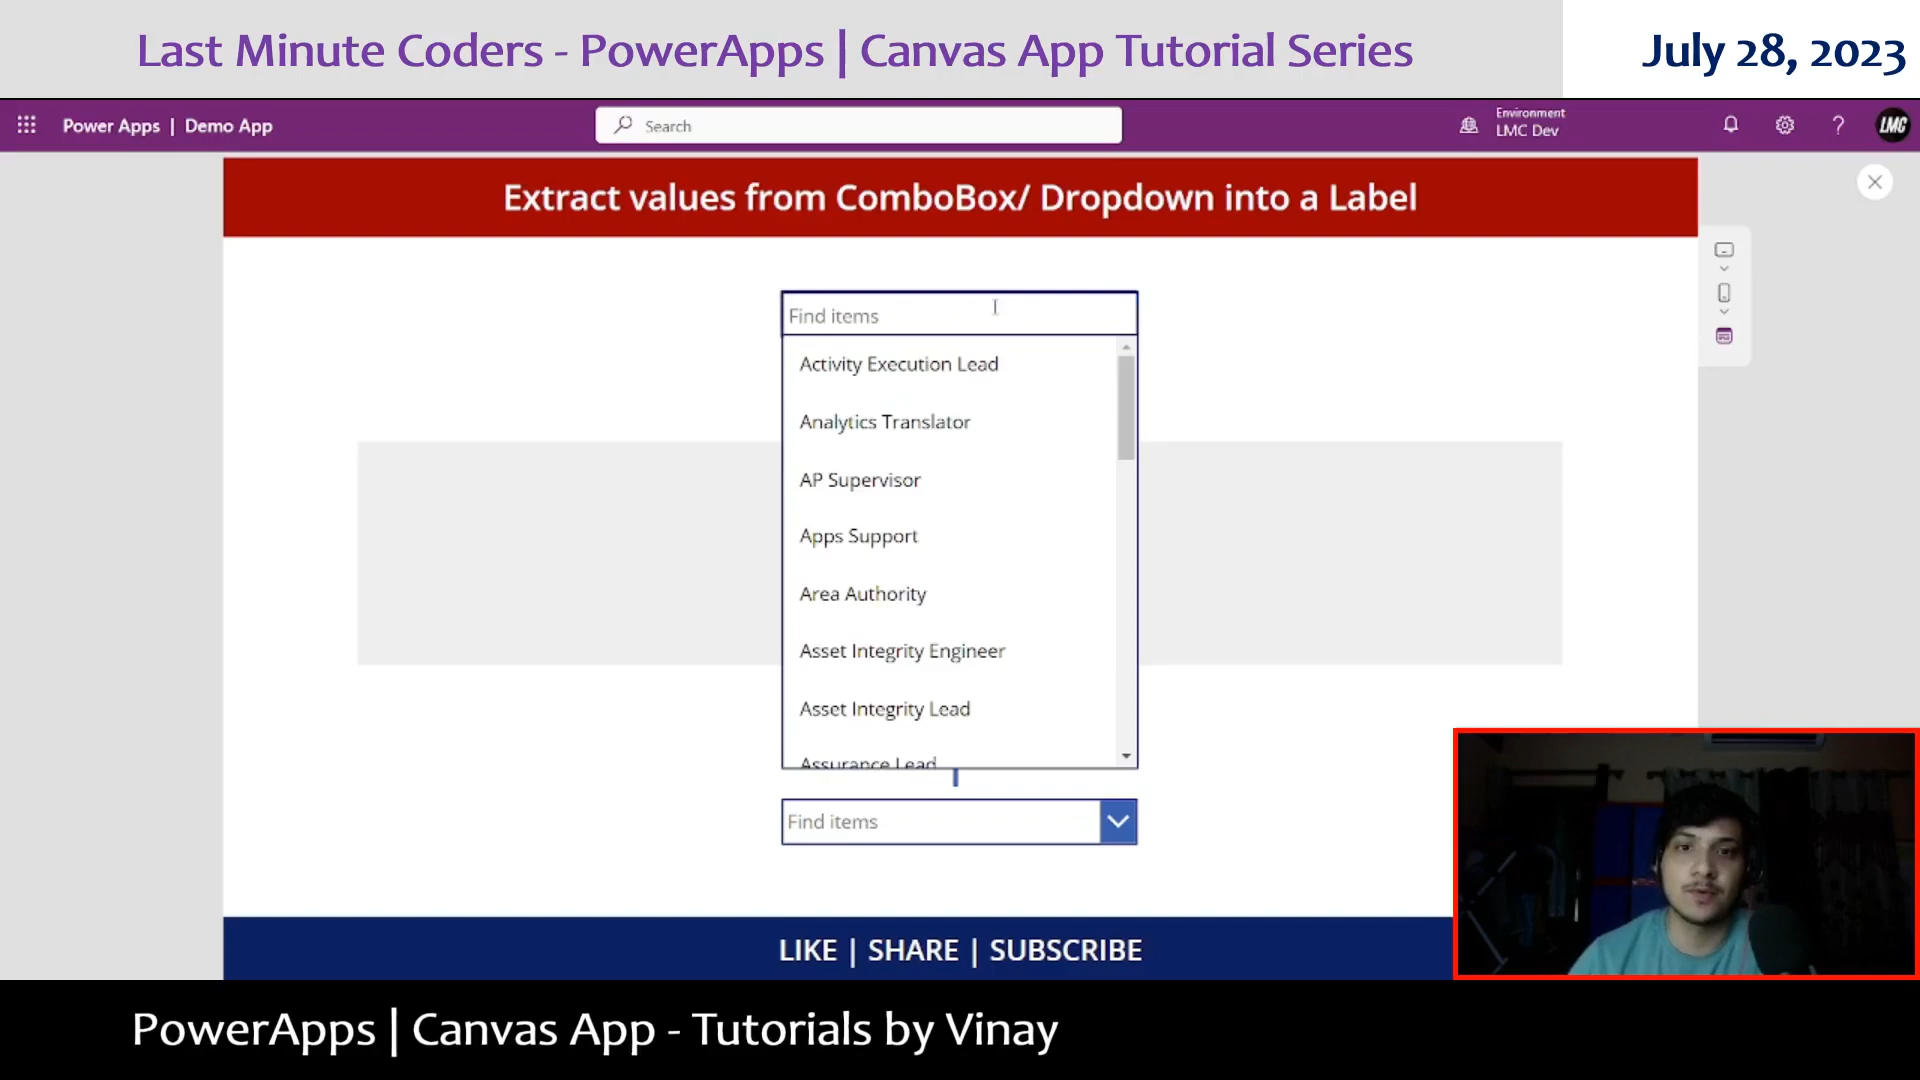 Last Minute Coders - PowerApps | Canvas App Tutorial Series
July 28, 2023
Power Apps | Demo App
Search
Environment
LMC Dev
LMC
Extract values from ComboBox/ Dropdown into a Label
Find items
Activity Execution Lead
Analytics Translator
AP Supervisor
Apps Support
Area Authority
Asset Integrity Engineer
Asset Integrity Lead
Assurance Lead
Find items
LIKE | SHARE | SUBSCRIBE
PowerApps | Canvas App - Tutorials by Vinay